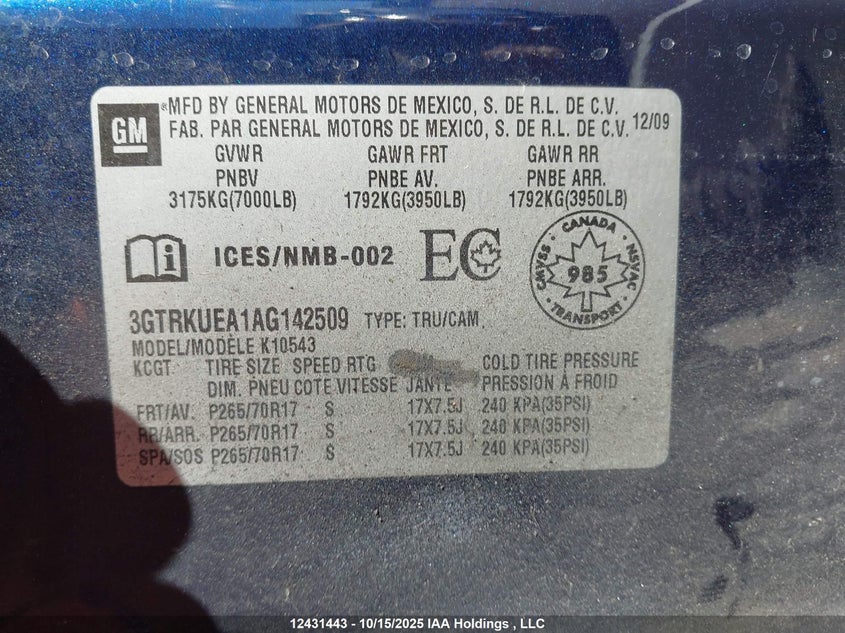 GM
MFD BY GENERAL MOTORS DE MEXICO, S. DE R.L. DE C.V.
FAB. PAR GENERAL MOTORS DE MEXICO, S. DE R.L. DE C.V. 12/09
GVWR GAWR FRT GAWR RR
PNBV PNBE AV. PNBE ARR.
3175KG(7000LB) 1792KG(3950LB) 1792KG(3950LB)
i ICES/NMB-002 EC
CANADA
CMVSS 985 NSVAC
TRANSPORT
3GTRKUEA1AG142509 TYPE: TRU/CAM
MODEL/MODÈLE K10543
KCGT TIRE SIZE SPEED RTG COLD TIRE PRESSURE
DIM. PNEU COTE VITESSE JANTE PRESSION À FROID
FRT/AV. P265/70R17 S 17X7.5J 240 KPA(35PSI)
RR/ARR. P265/70R17 S 17X7.5J 240 KPA(35PSI)
SPA/SOS P265/70R17 S 17X7.5J 240 KPA(35PSI)
12431443 - 10/15/2025 IAA Holdings , LLC